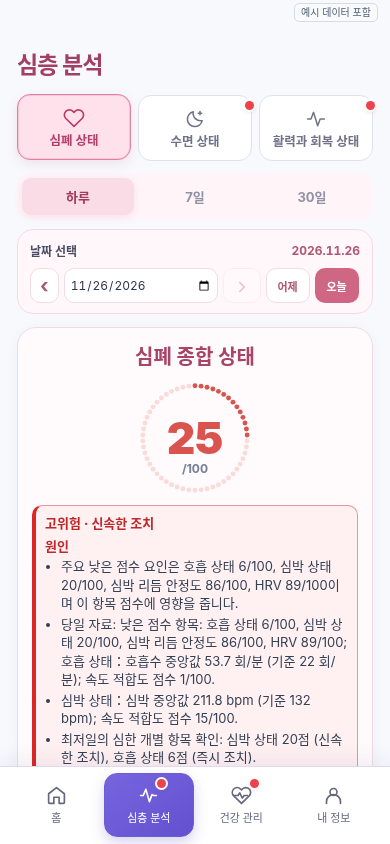 예시 데이터 포함
심층 분석
심폐 상태
수면 상태
활력과 회복 상태
하루
7일
30일
날짜 선택
2026.11.26
11/26/2026
어제
오늘
심폐 종합 상태
25
/100
고위험 · 신속한 조치
원인
• 주요 낮은 점수 요인은 호흡 상태 6/100, 심박 상태
20/100, 심박 리듬 안정도 86/100, HRV 89/100이
며 이 항목 점수에 영향을 줍니다.
• 당일 자료: 낮은 점수 항목: 호흡 상태 6/100, 심박 상
태 20/100, 심박 리듬 안정도 86/100, HRV 89/100;
호흡 상태：호흡수 중앙값 53.7 회/분 (기준 22 회/
분); 속도 적합도 점수 1/100.
• 심박 상태：심박 중앙값 211.8 bpm (기준 132
bpm); 속도 적합도 점수 15/100.
• 최저일의 심한 개별 항목 확인: 심박 상태 20점 (신속
한 조치), 호흡 상태 6점 (즉시 조치).
홈
심층 분석
건강 관리
내 정보